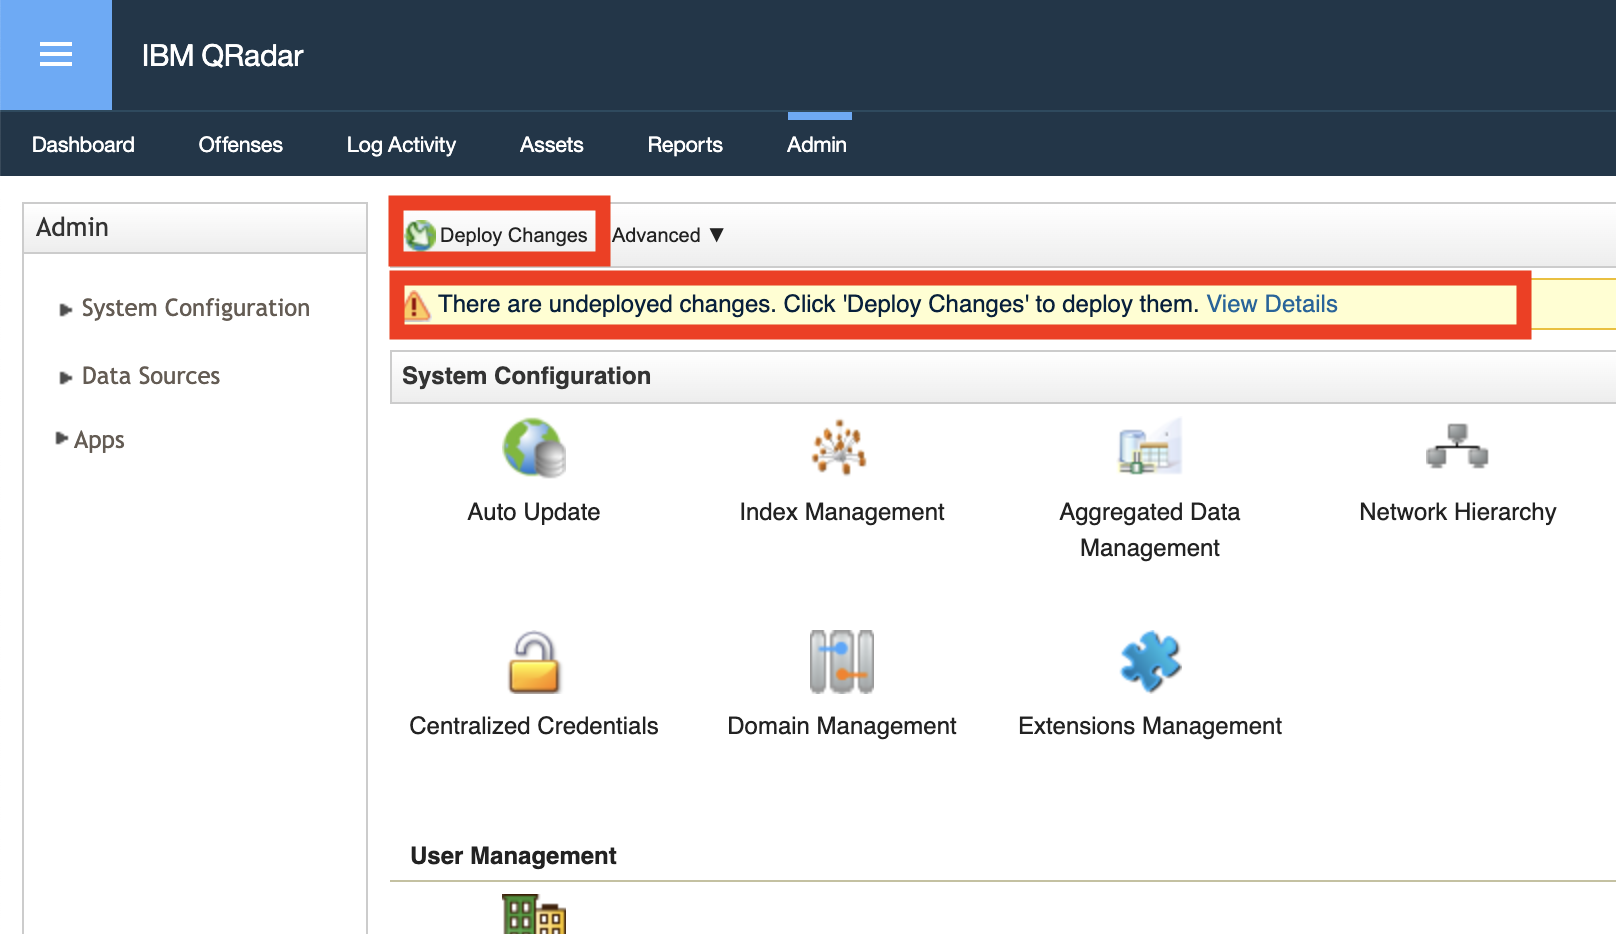 IBM QRadar
Dashboard Offenses Log Activity Assets Reports Admin
Admin
System Configuration
Data Sources
Apps
Deploy Changes Advanced ▼
There are undeployed changes. Click 'Deploy Changes' to deploy them. View Details
System Configuration
Auto Update
Index Management
Aggregated Data
Management
Network Hierarchy
Centralized Credentials
Domain Management
Extensions Management
User Management